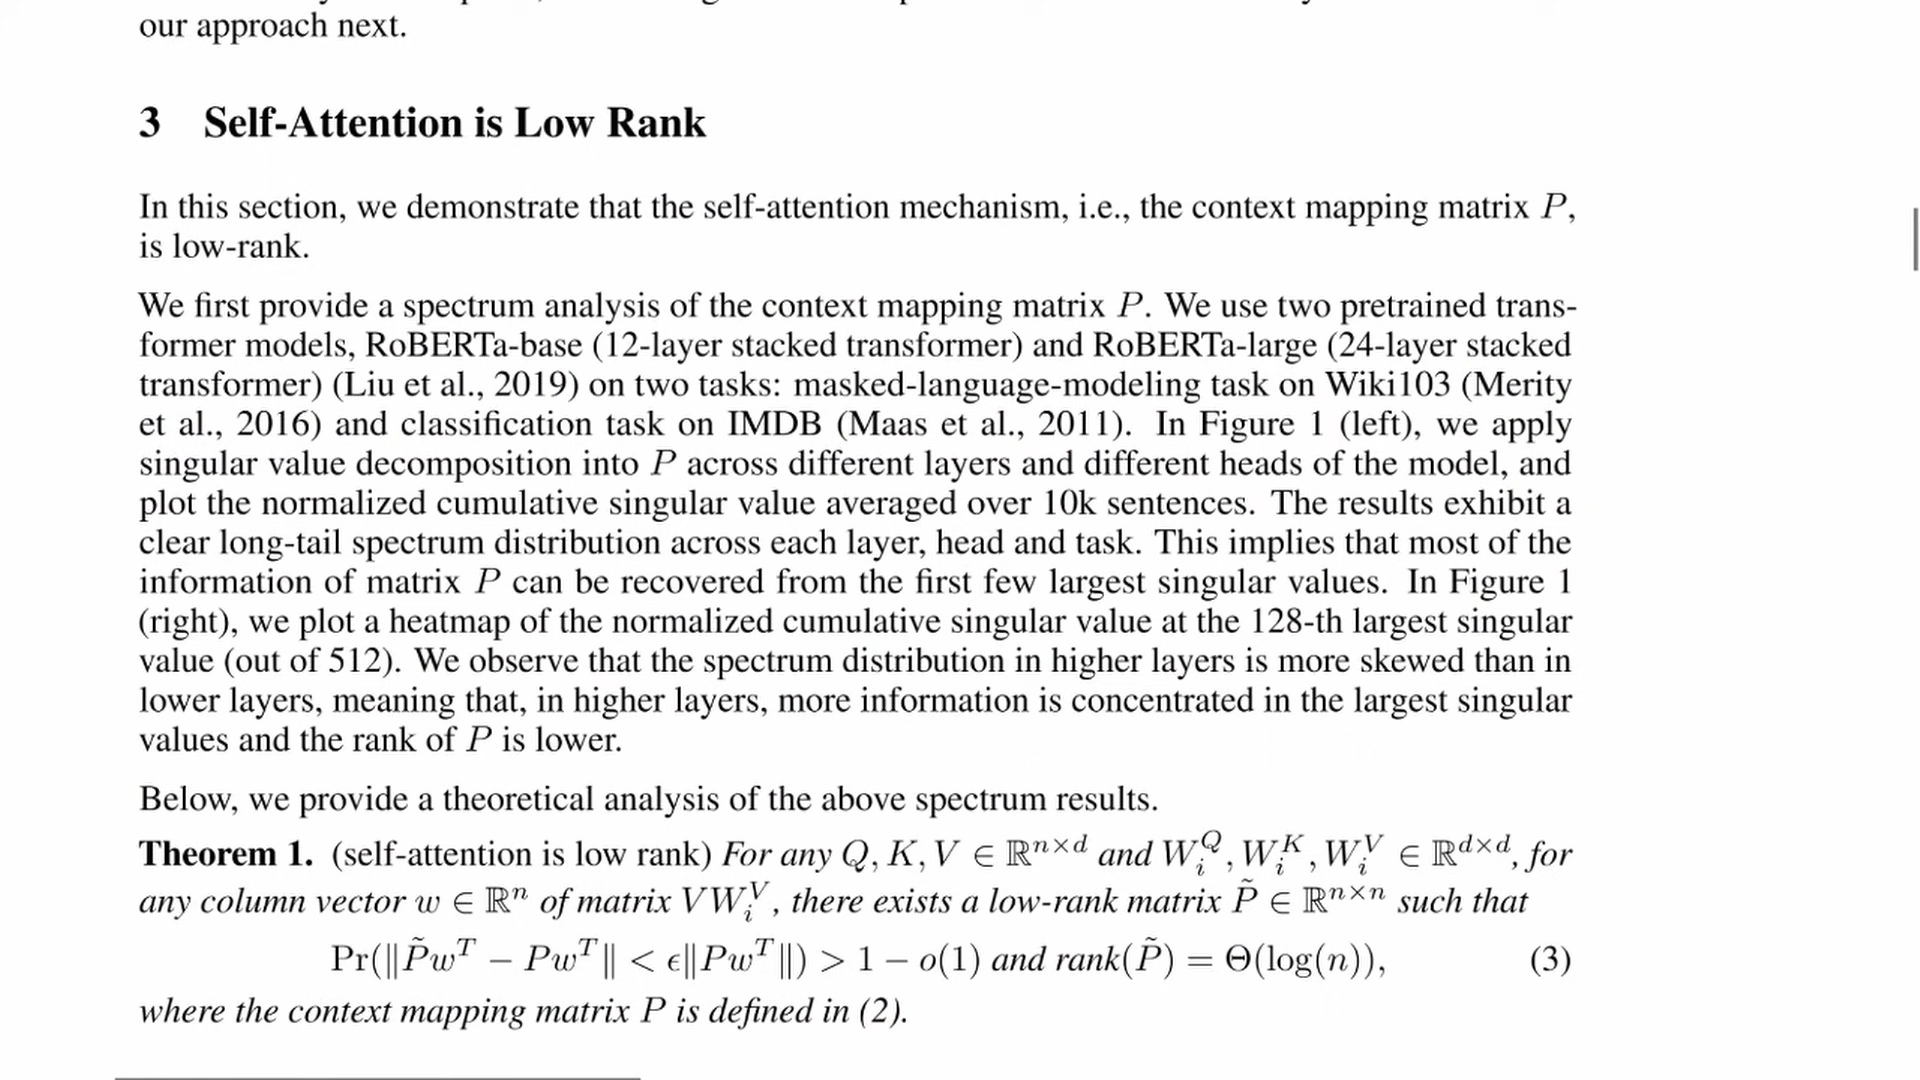 our approach next.
3 Self-Attention is Low Rank
In this section, we demonstrate that the self-attention mechanism, i.e., the context mapping matrix P,
is low-rank.
We first provide a spectrum analysis of the context mapping matrix P. We use two pretrained trans-
former models, RoBERTa-base (12-layer stacked transformer) and RoBERTa-large (24-layer stacked
transformer) (Liu et al., 2019) on two tasks: masked-language-modeling task on Wiki103 (Merity
et al., 2016) and classification task on IMDB (Maas et al., 2011). In Figure 1 (left), we apply
singular value decomposition into P across different layers and different heads of the model, and
plot the normalized cumulative singular value averaged over 10k sentences. The results exhibit a
clear long-tail spectrum distribution across each layer, head and task. This implies that most of the
information of matrix P can be recovered from the first few largest singular values. In Figure 1
(right), we plot a heatmap of the normalized cumulative singular value at the 128-th largest singular
value (out of 512). We observe that the spectrum distribution in higher layers is more skewed than in
lower layers, meaning that, in higher layers, more information is concentrated in the largest singular
values and the rank of P is lower.
Below, we provide a theoretical analysis of the above spectrum results.
Theorem 1. (self-attention is low rank) For any Q, K, V ∈ ℝ^{n×d} and W_i^Q, W_i^K, W_i^V ∈ ℝ^{d×d}, for
any column vector w ∈ ℝ^n of matrix VW_i^V, there exists a low-rank matrix P̃ ∈ ℝ^{n×n} such that
Pr(‖P̃w^T − Pw^T‖ < ϵ‖Pw^T‖) > 1 − o(1) and rank(P̃) = Θ(log(n)), (3)
where the context mapping matrix P is defined in (2).